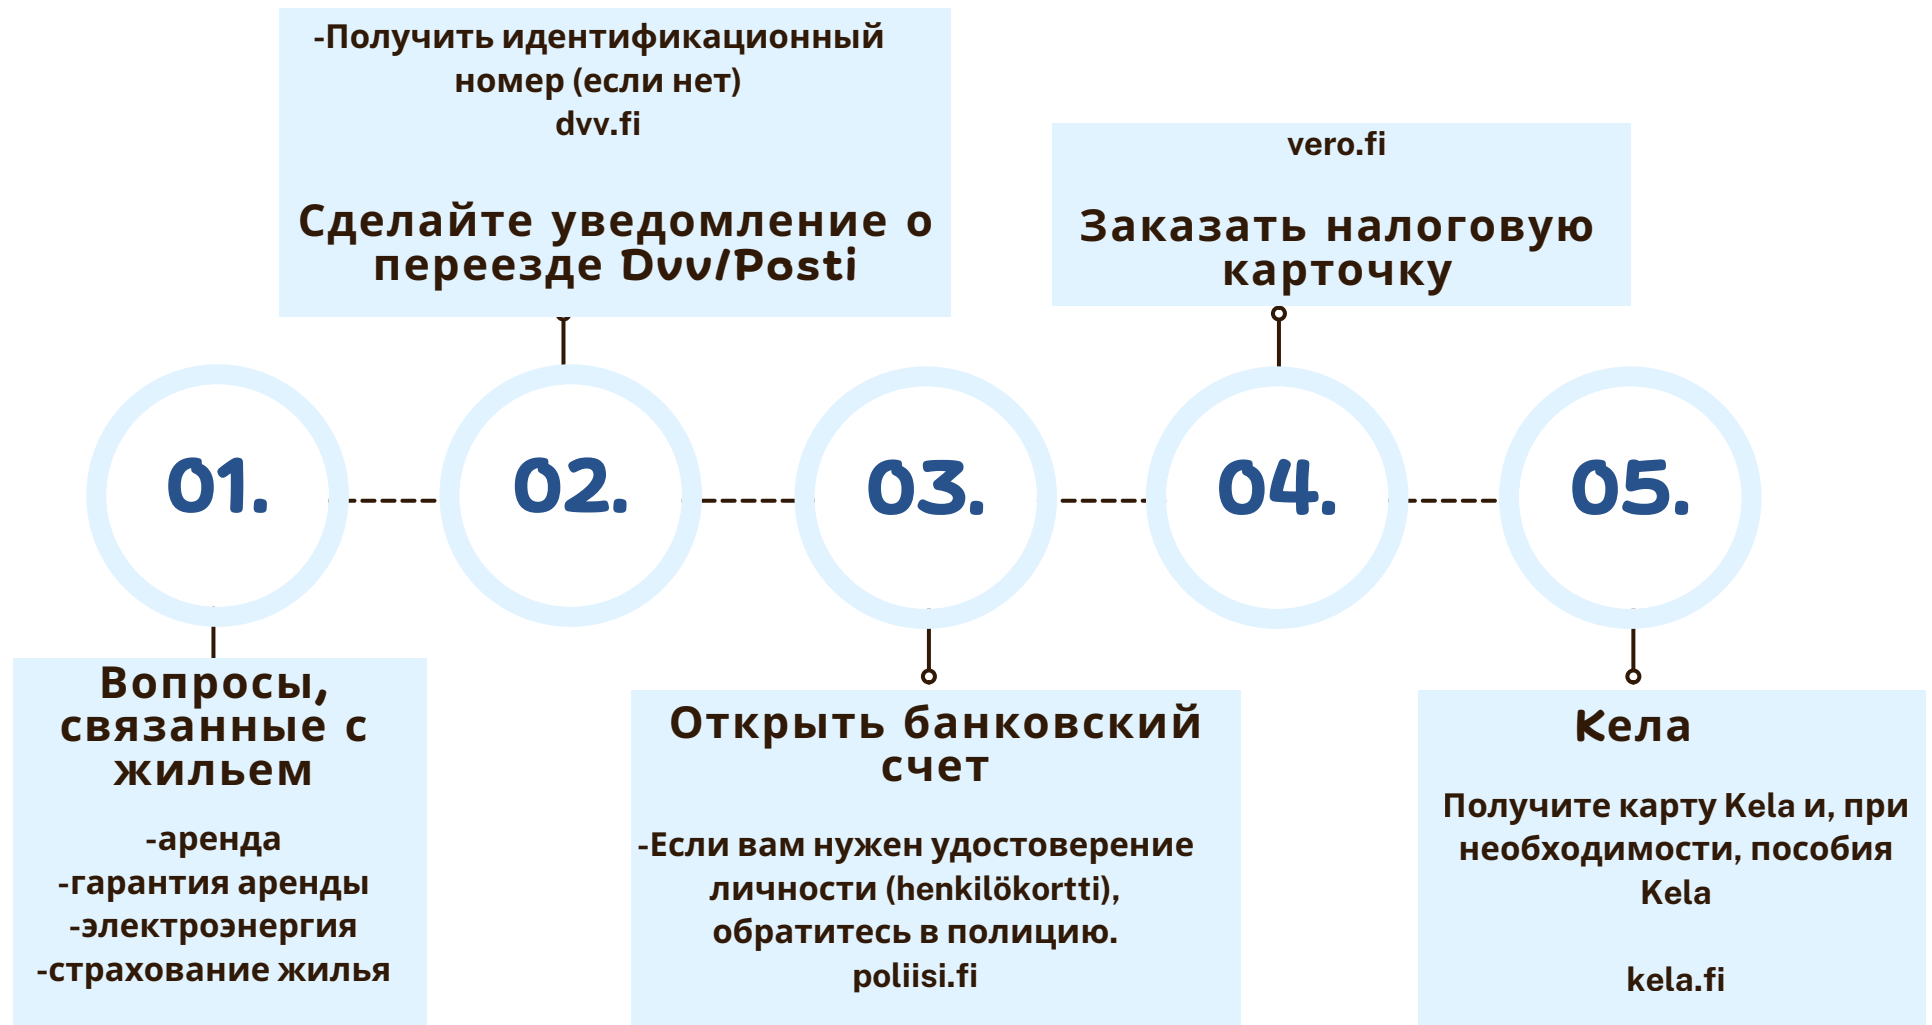 -Получить идентификационный
номер (если нет)
dvv.fi
Сделайте уведомление о
переезде Dvv/Posti
vero.fi
Заказать налоговую
карточку
01.
02.
03.
04.
05.
Вопросы,
связанные с
жильем
-аренда
-гарантия аренды
-электроэнергия
-страхование жилья
Открыть банковский
счет
-Если вам нужен удостоверение
личности (henkilökortti),
обратитесь в полицию.
poliisi.fi
Кела
Получите карту Kela и, при
необходимости, пособия
Kela
kela.fi